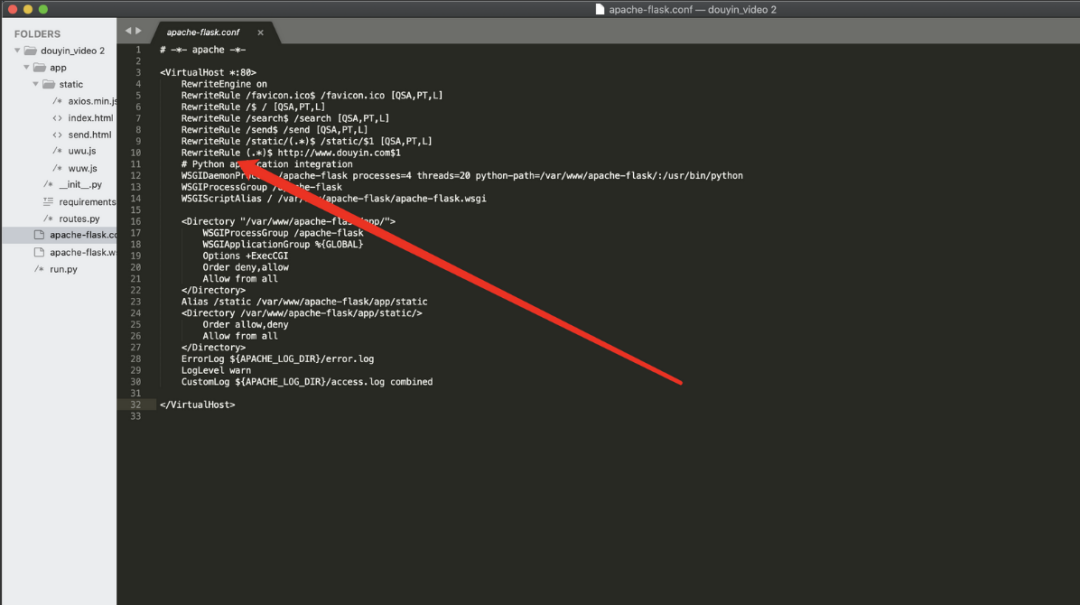 apache-flask.conf — douyin_video 2
FOLDERS
douyin_video 2
app
static
/* axios.min.js
<> index.html
<> send.html
/* uwu.js
/* wuw.js
/* __init__.py
requirements
/* routes.py
apache-flask.co
apache-flask.w
/* run.py
apache-flask.conf ×
1 # -*- apache -*-
2
3 <VirtualHost *:80>
4 RewriteEngine on
5 RewriteRule /favicon.ico$ /favicon.ico [QSA,PT,L]
6 RewriteRule /$ / [QSA,PT,L]
7 RewriteRule /search$ /search [QSA,PT,L]
8 RewriteRule /send$ /send [QSA,PT,L]
9 RewriteRule /static/(.*)$ /static/$1 [QSA,PT,L]
10 RewriteRule (.*)$ http://www.douyin.com$1
11 # Python application integration
12 /apache-flask processes=4 threads=20 python-path=/var/www/apache-flask/:/usr/bin/python
13 WSGIProcessGroup /apache-flask
14 WSGIScriptAlias / /var/www/apache-flask/apache-flask.wsgi
15
16 <Directory "/var/www/apache-flask/app/">
17 WSGIProcessGroup /apache-flask
18 WSGIApplicationGroup %{GLOBAL}
19 Options +ExecCGI
20 Order deny,allow
21 Allow from all
22 </Directory>
23 Alias /static /var/www/apache-flask/app/static
24 <Directory /var/www/apache-flask/app/static/>
25 Order allow,deny
26 Allow from all
27 </Directory>
28 ErrorLog ${APACHE_LOG_DIR}/error.log
29 LogLevel warn
30 CustomLog ${APACHE_LOG_DIR}/access.log combined
31
32 </VirtualHost>
33